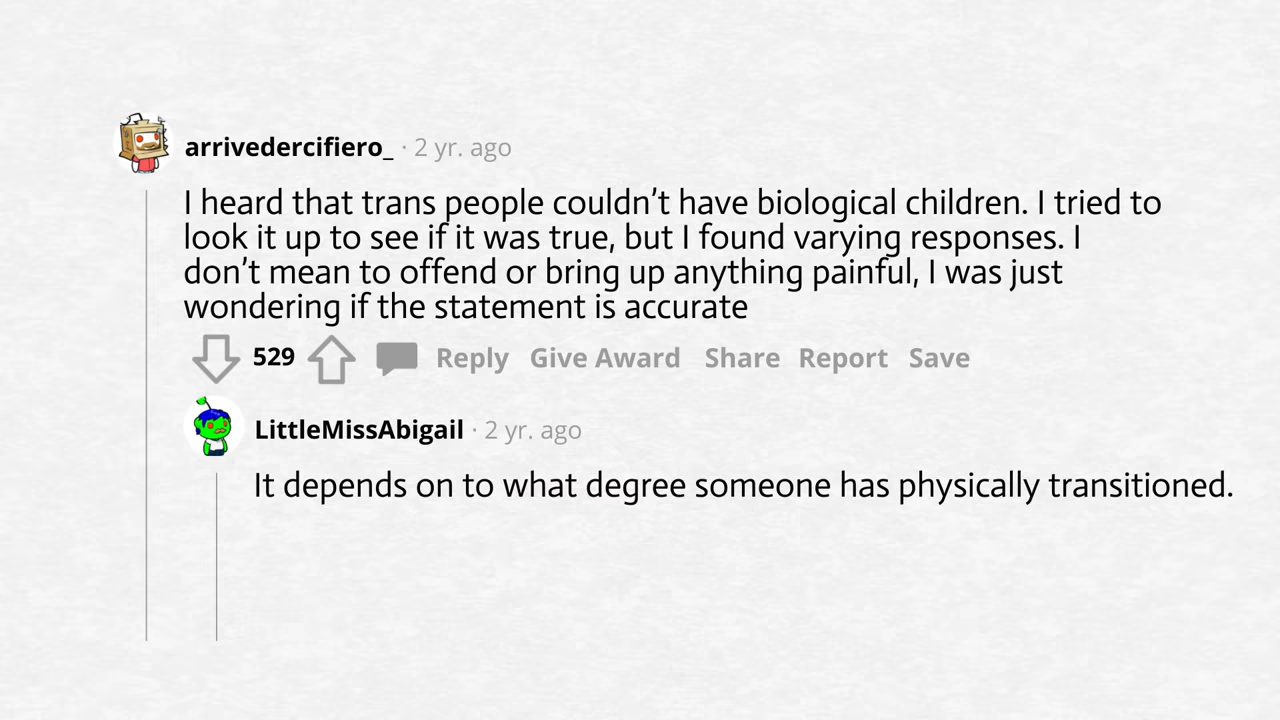 arrivedercifiero_ · 2 yr. ago
I heard that trans people couldn’t have biological children. I tried to
look it up to see if it was true, but I found varying responses. I
don’t mean to offend or bring up anything painful, I was just
wondering if the statement is accurate
529 Reply Give Award Share Report Save
LittleMissAbigail · 2 yr. ago
It depends on to what degree someone has physically transitioned.